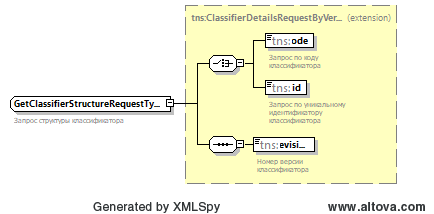 tns:ClassifierDetailsRequestByVer... (extension)
tns:ode
Запрос по коду
классификатора
tns:id
Запрос по уникальному
идентификатору
классификатора
GetClassifierStructureRequestTy...
Запрос структуры классификатора
tns:evisi...
Номер версии
классификатора
Generated by XMLSpy
www.altova.com